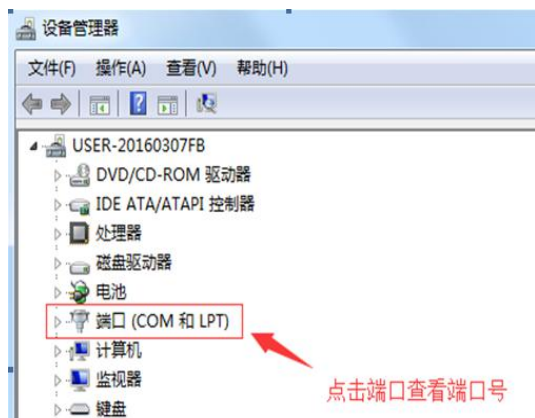 设备管理器
文件(F) 操作(A) 查看(V) 帮助(H)
USER-20160307FB
DVD/CD-ROM 驱动器
IDE ATA/ATAPI 控制器
处理器
磁盘驱动器
电池
端口 (COM 和 LPT)
计算机
监视器
点击端口查看端口号
键盘